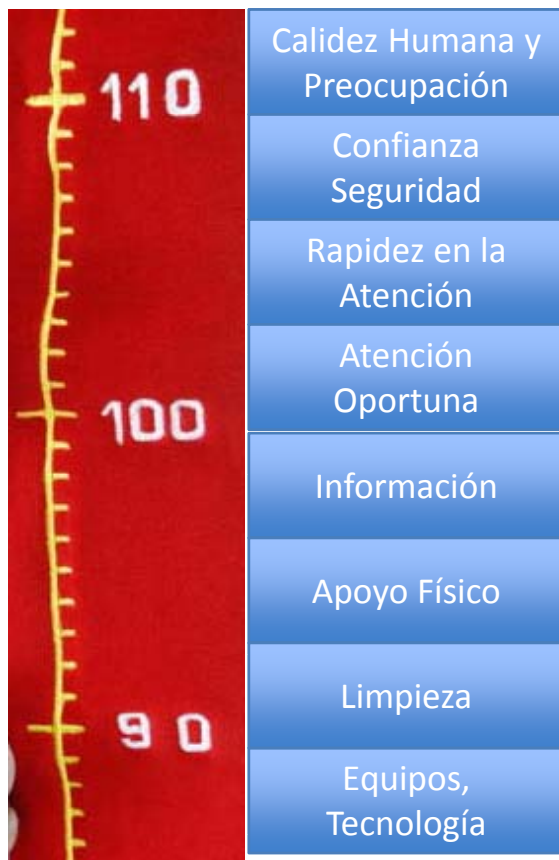 110
100
90
Calidez Humana y
Preocupación
Confianza
Seguridad
Rapidez en la
Atención
Atención
Oportuna
Información
Apoyo Físico
Limpieza
Equipos,
Tecnología